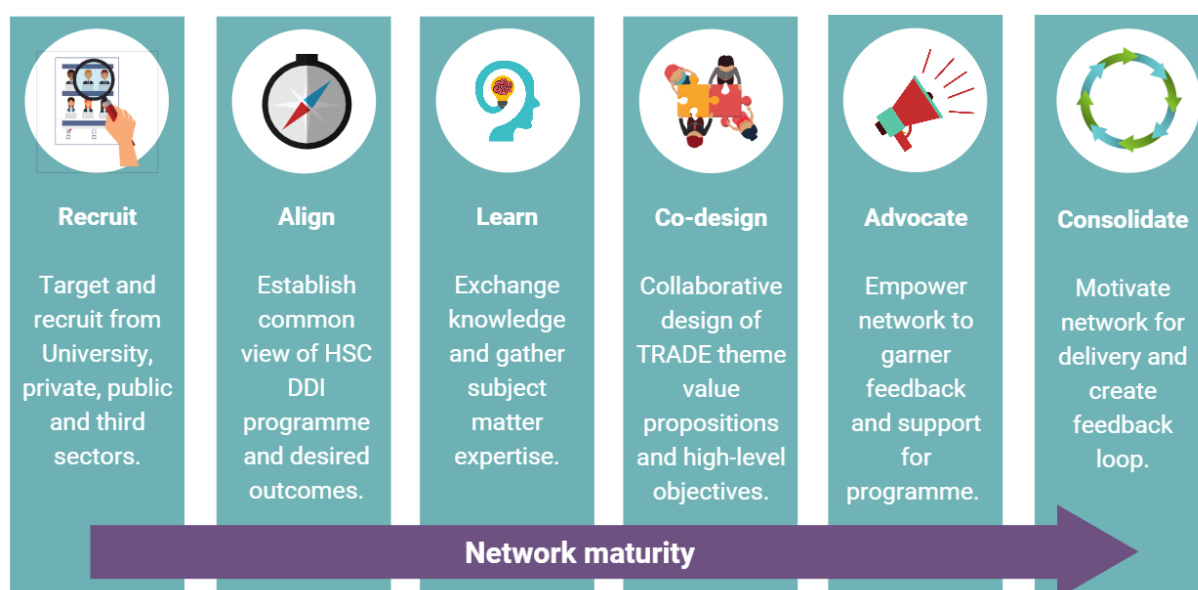 Recruit
Target and
recruit from
University,
private, public
and third
sectors.
Align
Establish
common
view of HSC
DDI
programme
and desired
outcomes.
Learn
Exchange
knowledge
and gather
subject
matter
expertise.
Co-design
Collaborative
design of
TRADE theme
value
propositions
and high-level
objectives.
Advocate
Empower
network to
garner
feedback
and support
for
programme.
Consolidate
Motivate
network for
delivery and
create
feedback
loop.
Network maturity